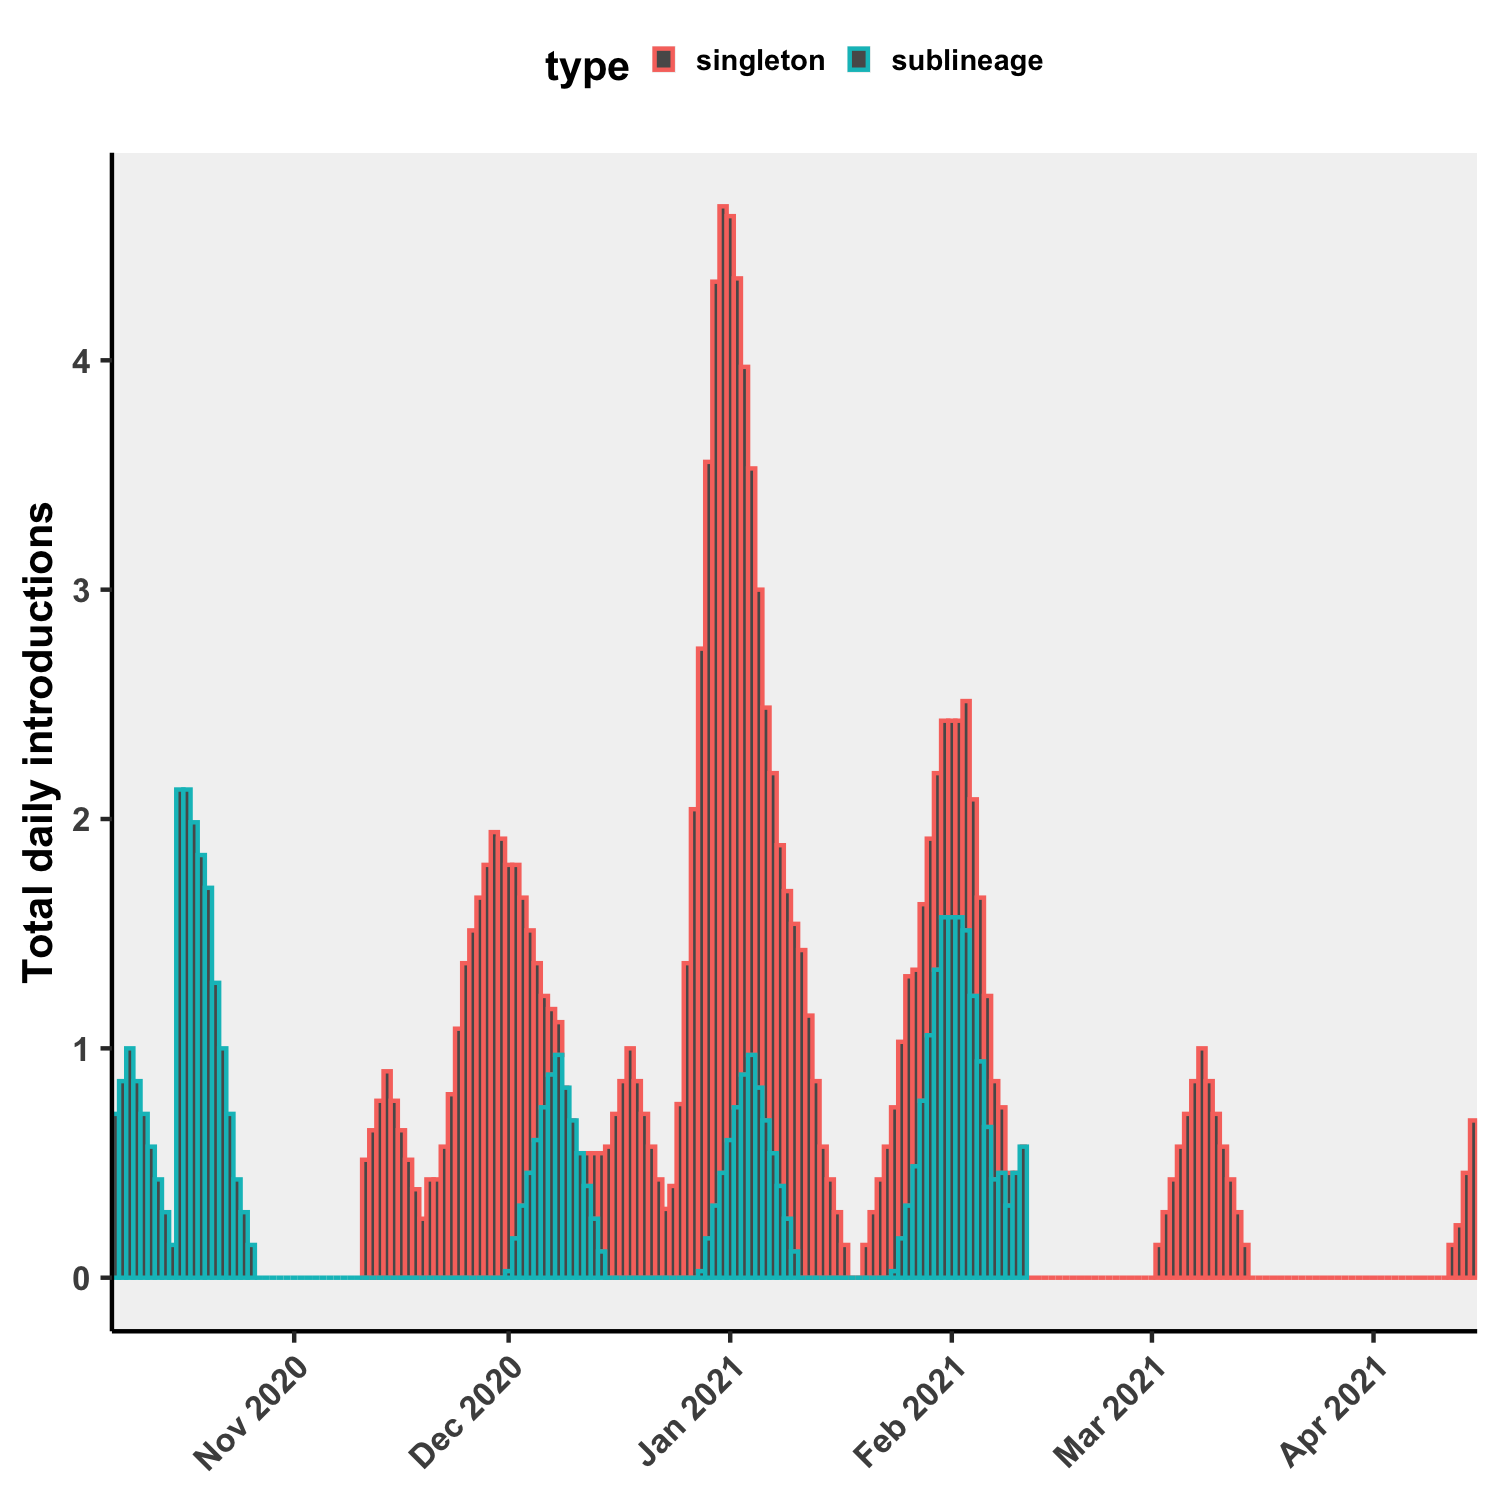 type singleton sublineage
Total daily introductions
4
3
2
1
0
Nov 2020
Dec 2020
Jan 2021
Feb 2021
Mar 2021
Apr 2021